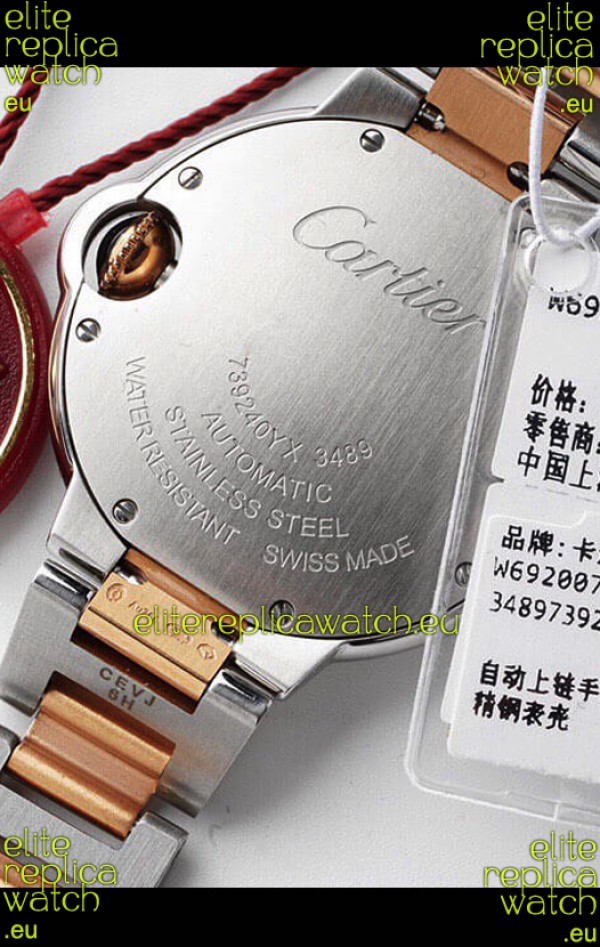 elite
replica
watch
.eu
elite
replica
watch
.eu
Cartier
739240YX 3489
AUTOMATIC
STAINLESS STEEL
WATER RESISTANT
SWISS MADE
W69
价格:
零售商
中国上
品牌:卡
W692007
34897392
自动上链手
精钢表壳
elitereplicawatch.eu
CEVJ
6H
elite
replica
watch
.eu
elite
replica
watch
.eu